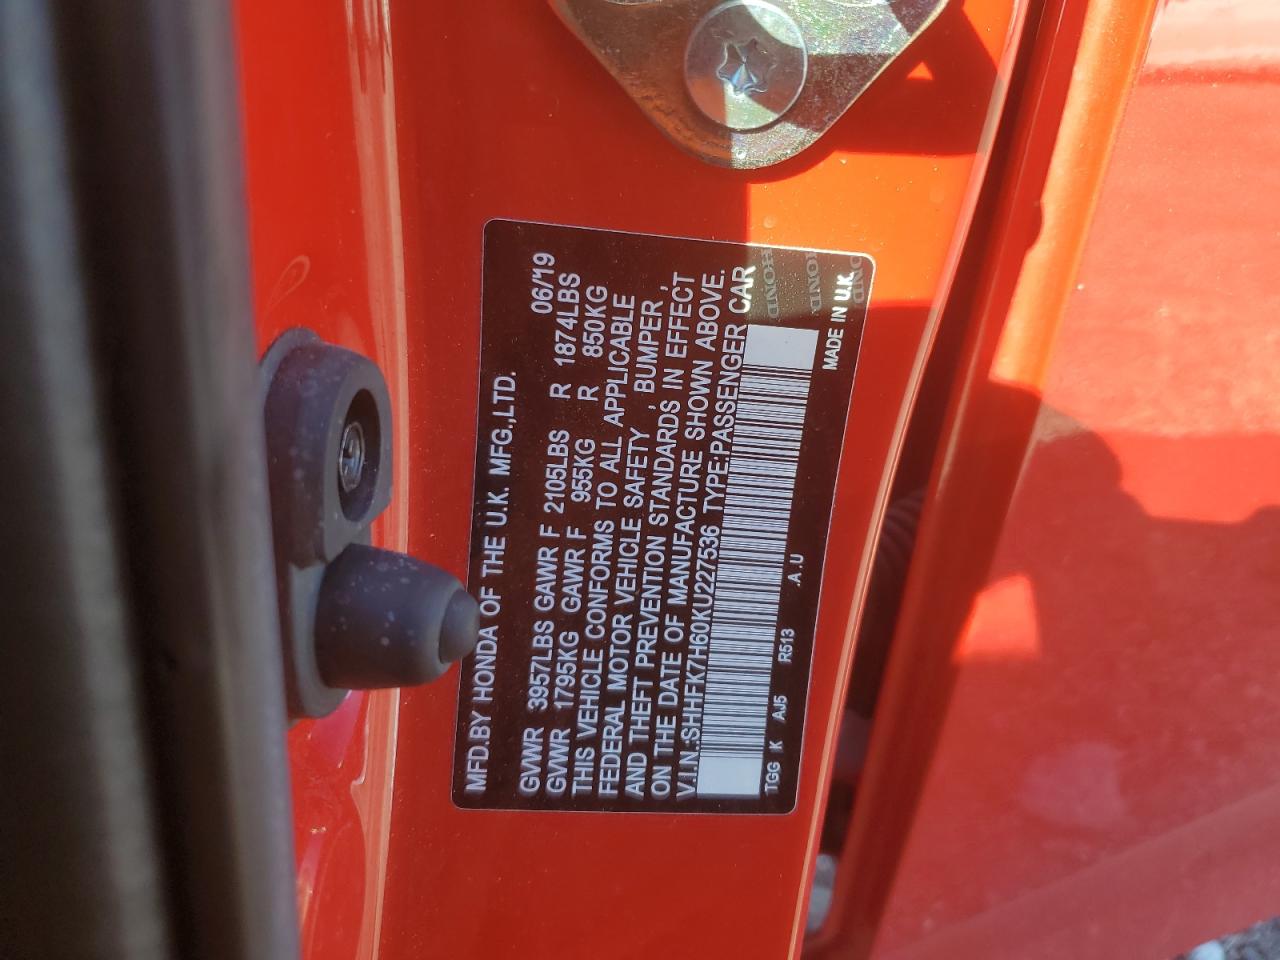 MFD.BY HONDA OF THE U.K. MFG.,LTD.
06/19
GVWR 3957LBS GAWR F 2105LBS R 1874LBS
GVWR 1795KG GAWR F 955KG R 850KG
THIS VEHICLE CONFORMS TO ALL APPLICABLE
FEDERAL MOTOR VEHICLE SAFETY , BUMPER ,
AND THEFT PREVENTION STANDARDS IN EFFECT
ON THE DATE OF MANUFACTURE SHOWN ABOVE.
V.I.N.:SHHFK7H60KU227536 TYPE:PASSENGER CAR
HONDA
TGG K AJ5 R513 .A.U MADE IN U.K.